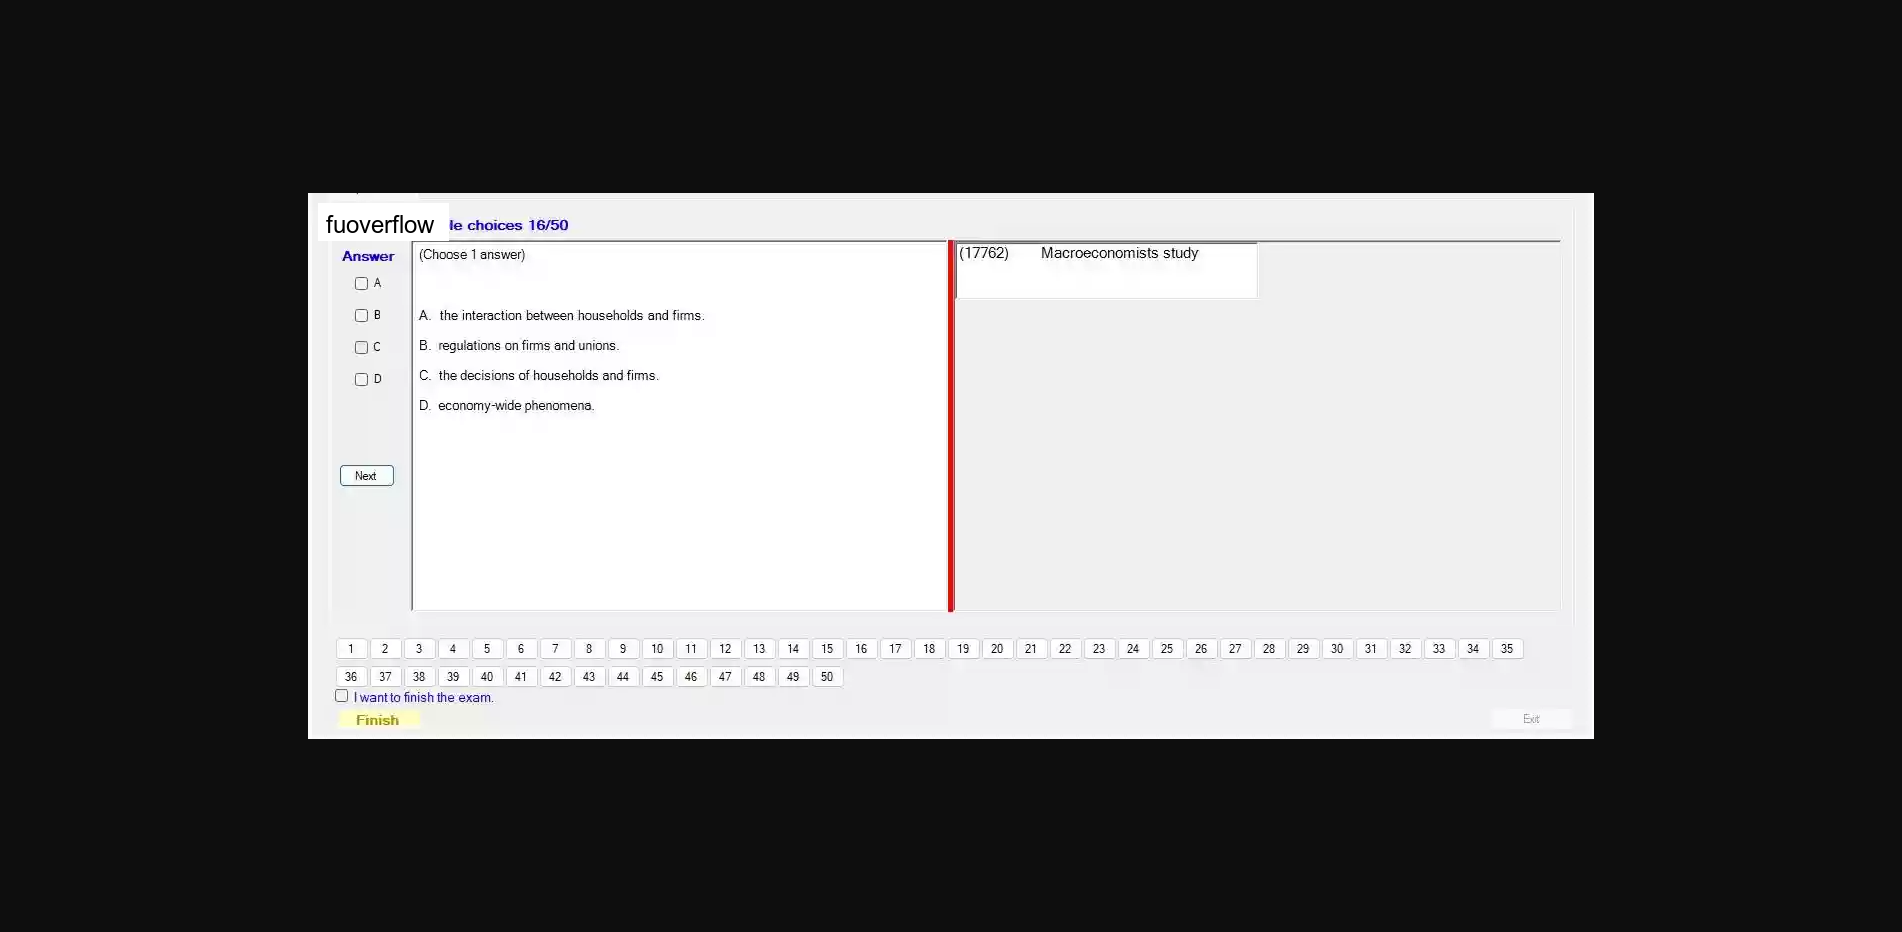 fuoverflow
le choices 16/50
Answer
A
B
C
D
Next
(Choose 1 answer)
A. the interaction between households and firms.
B. regulations on firms and unions.
C. the decisions of households and firms.
D. economy-wide phenomena.
(17762) Macroeconomists study
1 2 3 4 5 6 7 8 9 10 11 12 13 14 15 16 17 18 19 20 21 22 23 24 25 26 27 28 29 30 31 32 33 34 35
36 37 38 39 40 41 42 43 44 45 46 47 48 49 50
I want to finish the exam.
Finish
Exit